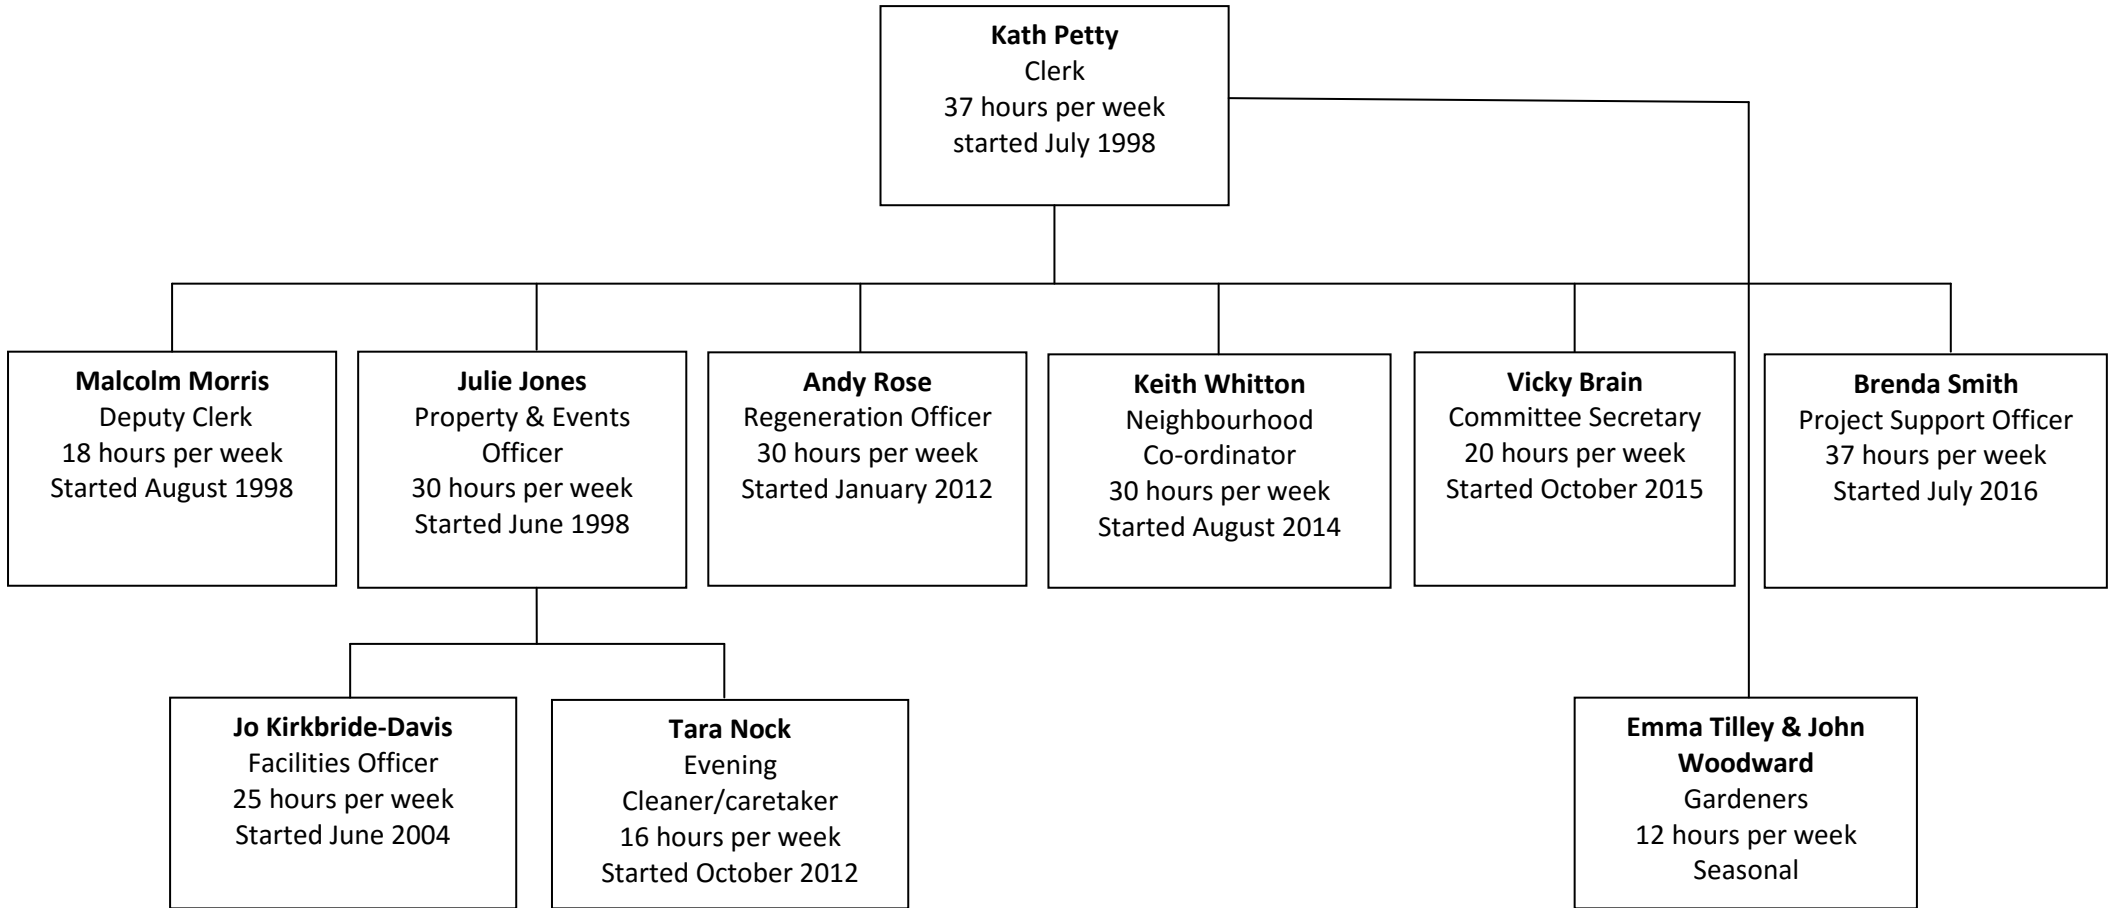 Kath Petty
Clerk
37 hours per week
started July 1998
Malcolm Morris
Deputy Clerk
18 hours per week
Started August 1998
Julie Jones
Property & Events
Officer
30 hours per week
Started June 1998
Andy Rose
Regeneration Officer
30 hours per week
Started January 2012
Keith Whitton
Neighbourhood
Co-ordinator
30 hours per week
Started August 2014
Vicky Brain
Committee Secretary
20 hours per week
Started October 2015
Brenda Smith
Project Support Officer
37 hours per week
Started July 2016
Jo Kirkbride-Davis
Facilities Officer
25 hours per week
Started June 2004
Tara Nock
Evening
Cleaner/caretaker
16 hours per week
Started October 2012
Emma Tilley & John
Woodward
Gardeners
12 hours per week
Seasonal